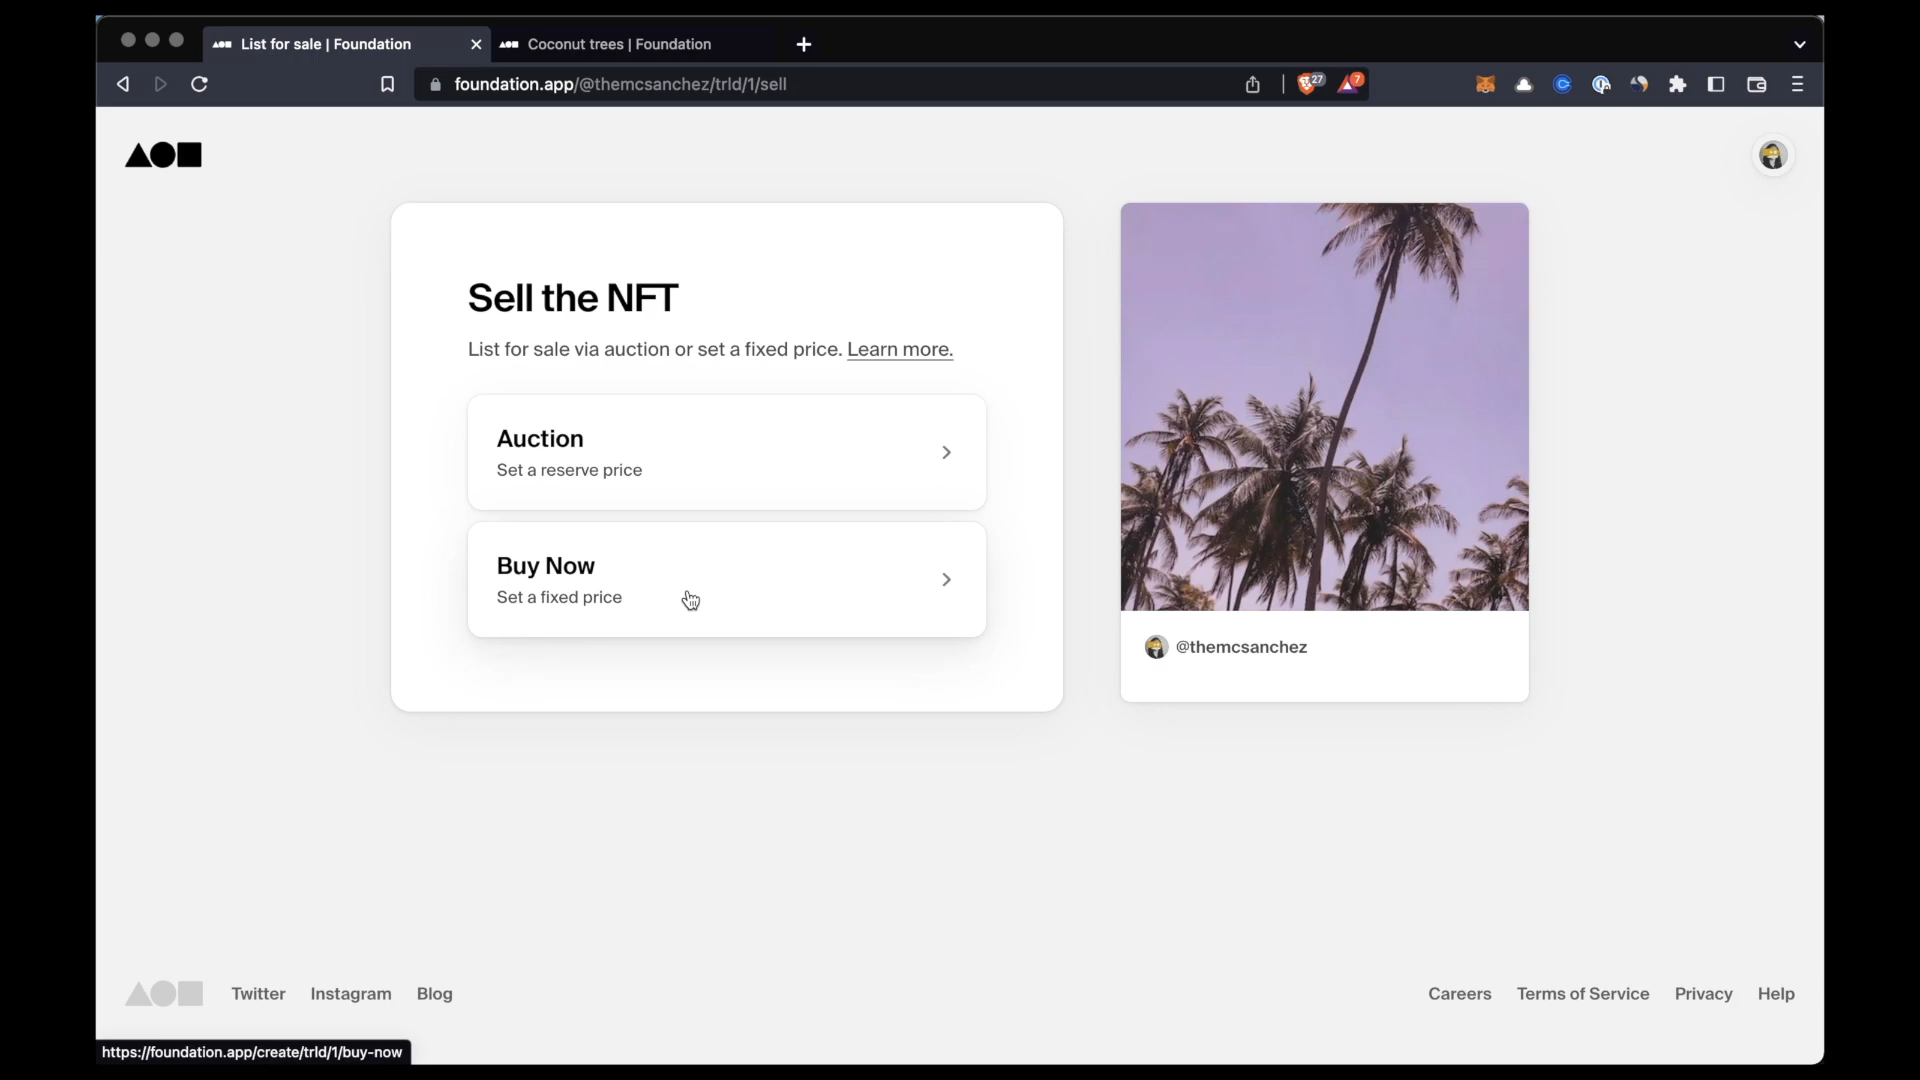 List for sale | Foundation
Coconut trees | Foundation
foundation.app/@themcsanchez/trld/1/sell
27
7
Sell the NFT
List for sale via auction or set a fixed price. Learn more.
Auction
Set a reserve price
Buy Now
Set a fixed price
@themcsanchez
Twitter
Instagram
Blog
Careers
Terms of Service
Privacy
Help
https://foundation.app/create/trld/1/buy-now